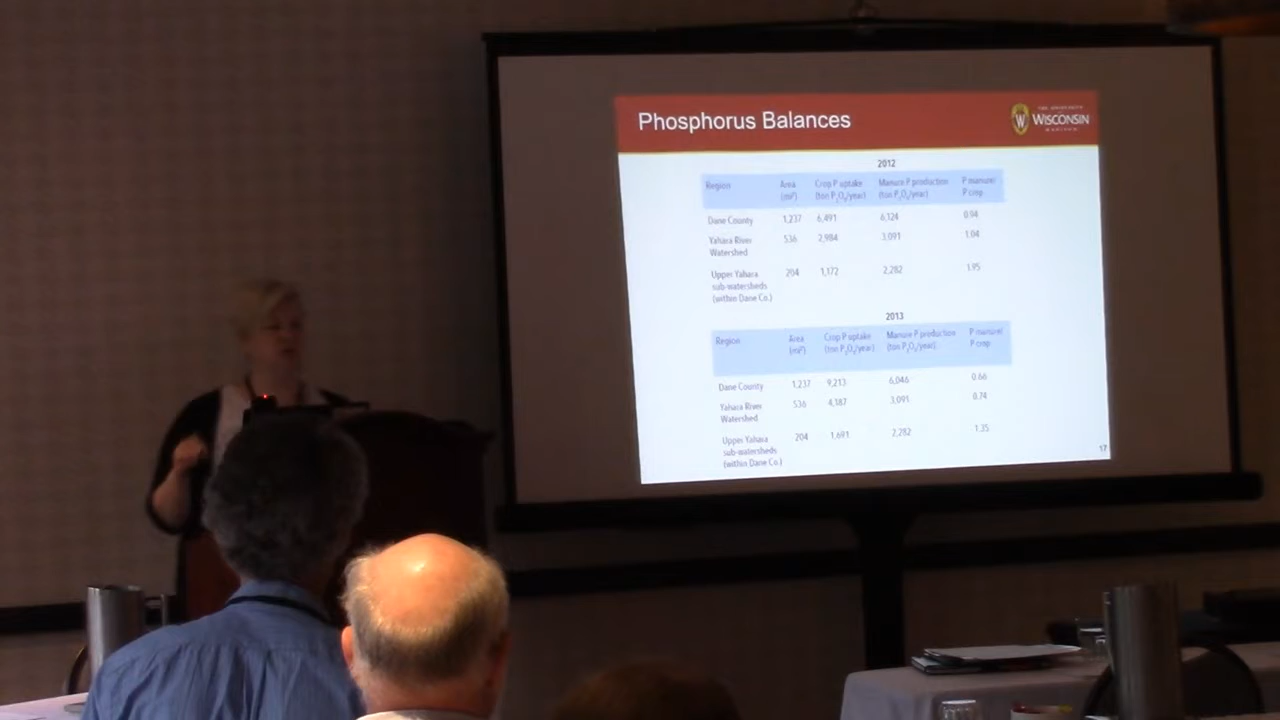 Phosphorus Balances
THE UNIVERSITY
WISCONSIN
MADISON
2012
Region Area (mi²) Crop P uptake (ton P₂O₅/year) Manure P production (ton P₂O₅/year) P manure/ P crop
Dane County 1,237 6,491 6,124 0.94
Yahara River Watershed 536 2,984 3,091 1.04
Upper Yahara sub-watersheds (within Dane Co.) 204 1,172 2,282 1.95
2013
Region Area (mi²) Crop P uptake (ton P₂O₅/year) Manure P production (ton P₂O₅/year) P manure/ P crop
Dane County 1,237 9,213 6,046 0.66
Yahara River Watershed 536 4,187 3,091 0.74
Upper Yahara sub-watersheds (within Dane Co.) 204 1,691 2,282 1.35
17